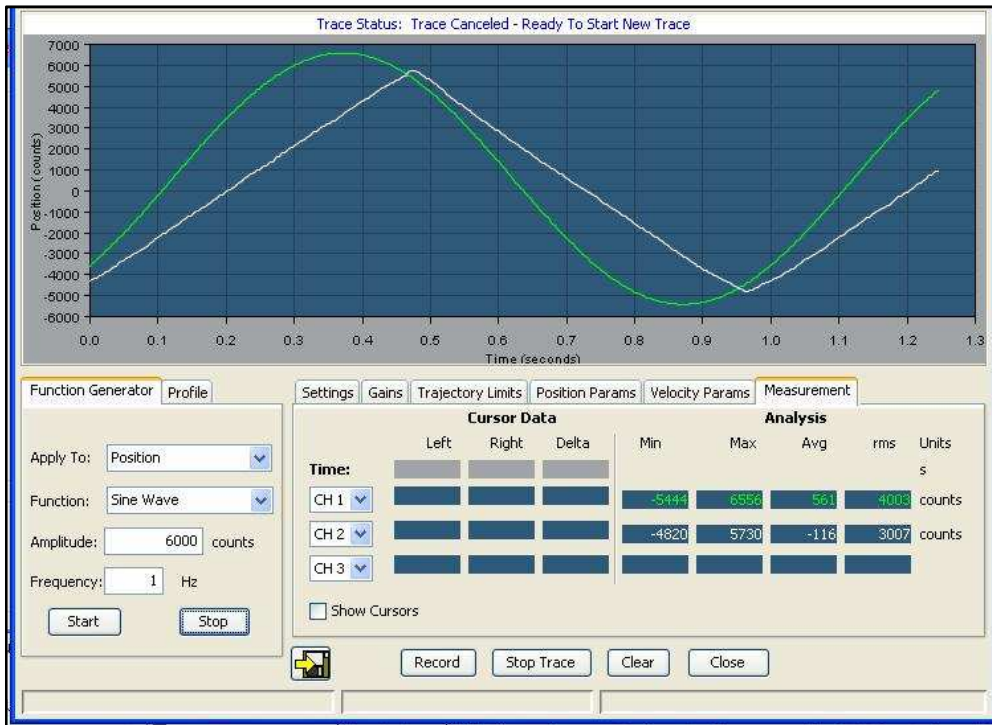 Trace Status: Trace Canceled - Ready To Start New Trace
7000
6000
5000
4000
3000
2000
1000
0
-1000
-2000
-3000
-4000
-5000
-6000
Position (counts)
0.0 0.1 0.2 0.3 0.4 0.5 0.6 0.7 0.8 0.9 1.0 1.1 1.2 1.3
Time (seconds)
Function Generator Profile
Apply To: Position
Function: Sine Wave
Amplitude: 6000 counts
Frequency: 1 Hz
Start Stop
Settings Gains Trajectory Limits Position Params Velocity Params Measurement
Cursor Data Analysis
Left Right Delta Min Max Avg rms Units
Time: s
CH 1 -5444 6556 561 4003 counts
CH 2 -4820 5730 -116 3007 counts
CH 3
Show Cursors
Record Stop Trace Clear Close